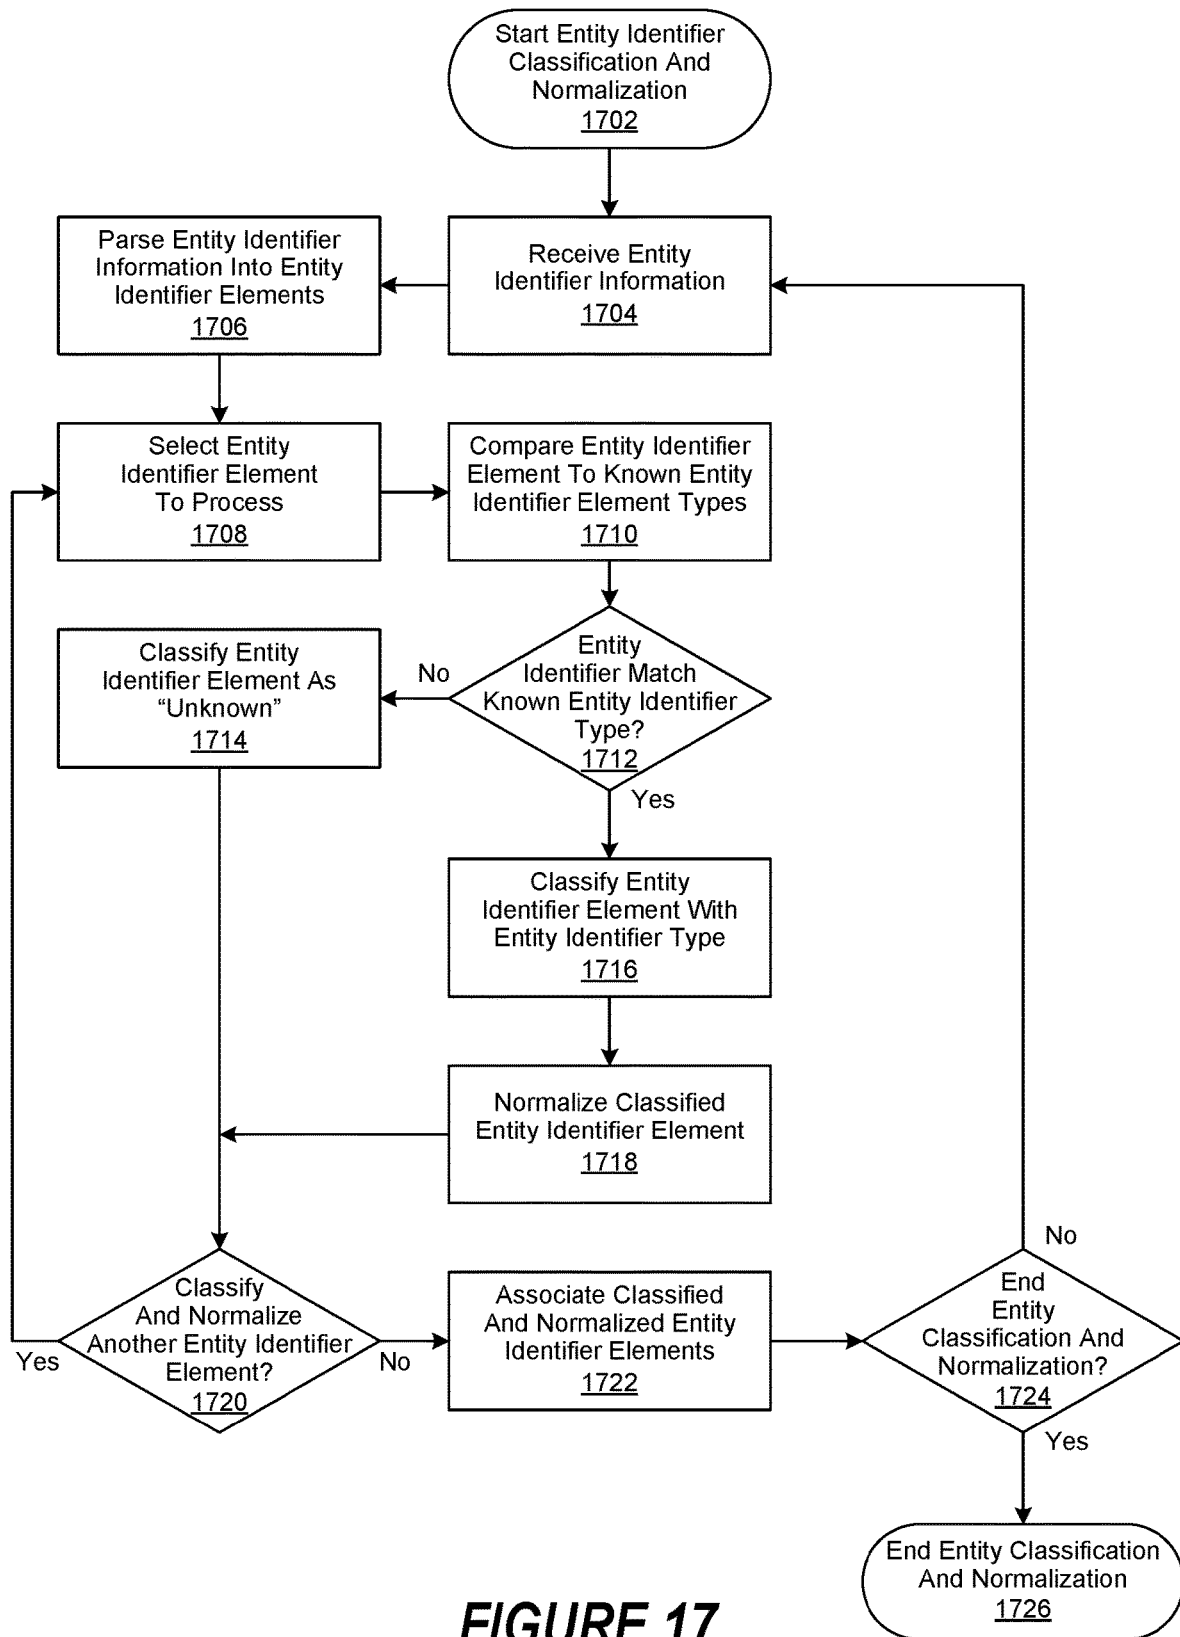 Start Entity Identifier
Classification And
Normalization
1702
Parse Entity Identifier
Information Into Entity
Identifier Elements
1706
Receive Entity
Identifier Information
1704
Select Entity
Identifier Element
To Process
1708
Compare Entity Identifier
Element To Known Entity
Identifier Element Types
1710
Classify Entity
Identifier Element As
“Unknown”
1714
No
Entity
Identifier Match
Known Entity Identifier
Type?
1712
Yes
Classify Entity
Identifier Element With
Entity Identifier Type
1716
Normalize Classified
Entity Identifier Element
1718
Classify
And Normalize
Another Entity Identifier
Element?
1720
Yes
No
Associate Classified
And Normalized Entity
Identifier Elements
1722
No
End
Entity
Classification And
Normalization?
1724
Yes
End Entity Classification
And Normalization
1726
FIGURE 17